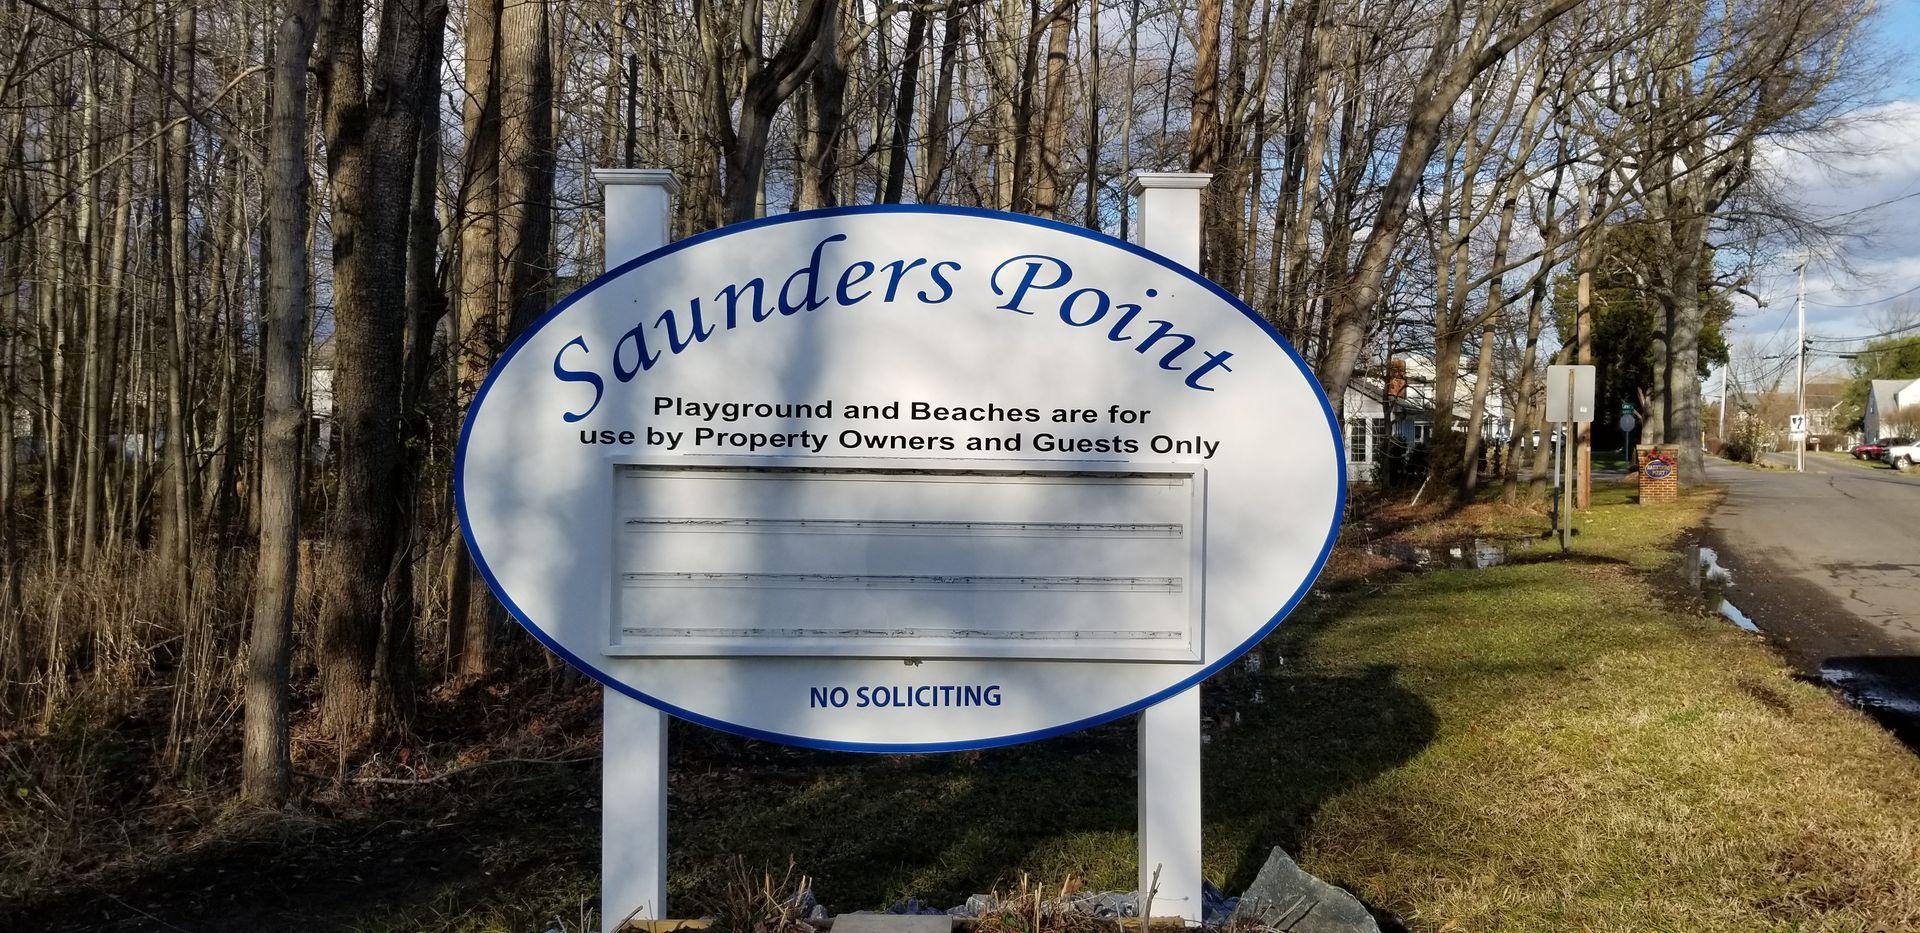 Saunders Point
Playground and Beaches are for
use by Property Owners and Guests Only
NO SOLICITING